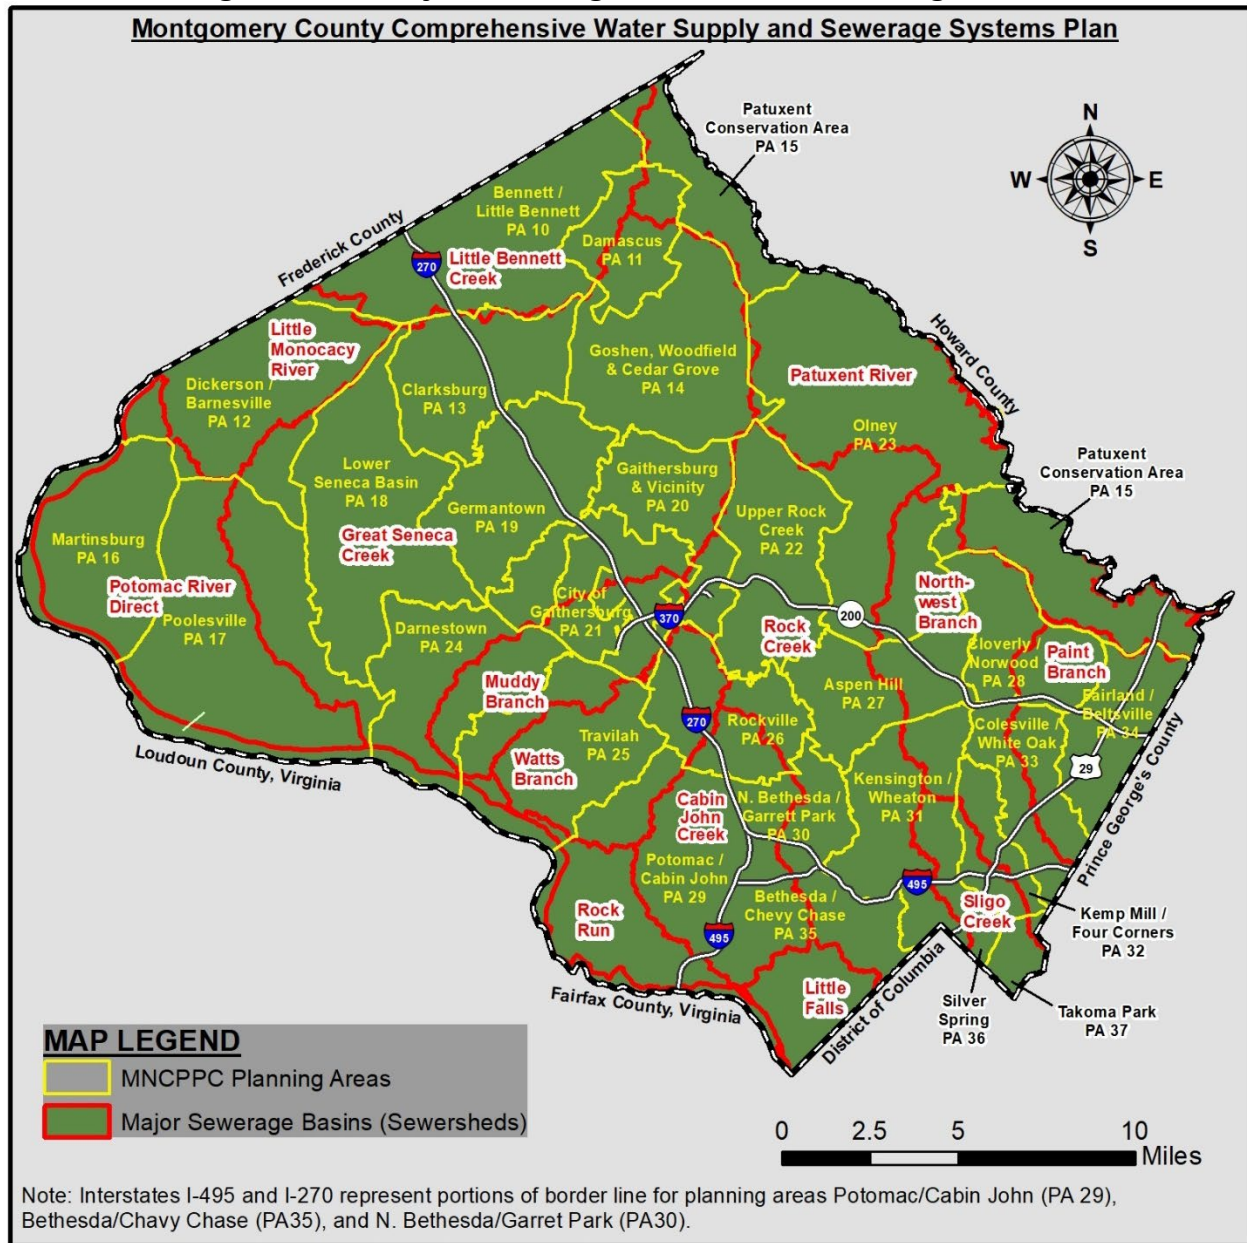 Montgomery County Comprehensive Water Supply and Sewerage Systems Plan
Patuxent
Conservation Area
PA 15
N
W
E
S
Frederick County
270
Bennett /
Little Bennett
PA 10
Little Bennett
Creek
Damascus
PA 11
Little
Monocacy
River
Dickerson /
Barnesville
PA 12
Clarksburg
PA 13
Goshen, Woodfield
& Cedar Grove
PA 14
Patuxent River
Howard County
Olney
PA 23
Patuxent
Conservation Area
PA 15
Lower
Seneca Basin
PA 18
Germantown
PA 19
Gaithersburg
& Vicinity
PA 20
Upper Rock
Creek
PA 22
Martinsburg
PA 16
Great Seneca
Creek
Potomac River
Direct
Poolesville
PA 17
City of
Gaithersburg
PA 21
370
200
North-
west
Branch
Darnestown
PA 24
Rock
Creek
Cloverly /
Norwood
PA 28
Paint
Branch
Muddy
Branch
Aspen Hill
PA 27
Fairland /
Beltsville
PA 34
270
Rockville
PA 26
Colesville /
White Oak
PA 33
Travilah
PA 25
Watts
Branch
29
Loudoun County, Virginia
Prince George's County
Cabin
John
Creek
N. Bethesda /
Garrett Park
PA 30
Kensington /
Wheaton
PA 31
Potomac /
Cabin John
PA 29
Bethesda /
Chevy Chase
PA 35
495
Sligo
Creek
Kemp Mill /
Four Corners
PA 32
Rock
Run
495
Little
Falls
District of Columbia
Fairfax County, Virginia
Silver
Spring
PA 36
Takoma Park
PA 37
MAP LEGEND
MNCPPC Planning Areas
Major Sewerage Basins (Sewersheds)
0 2.5 5 10
Miles
Note: Interstates I-495 and I-270 represent portions of border line for planning areas Potomac/Cabin John (PA 29),
Bethesda/Chavy Chase (PA35), and N. Bethesda/Garret Park (PA30).